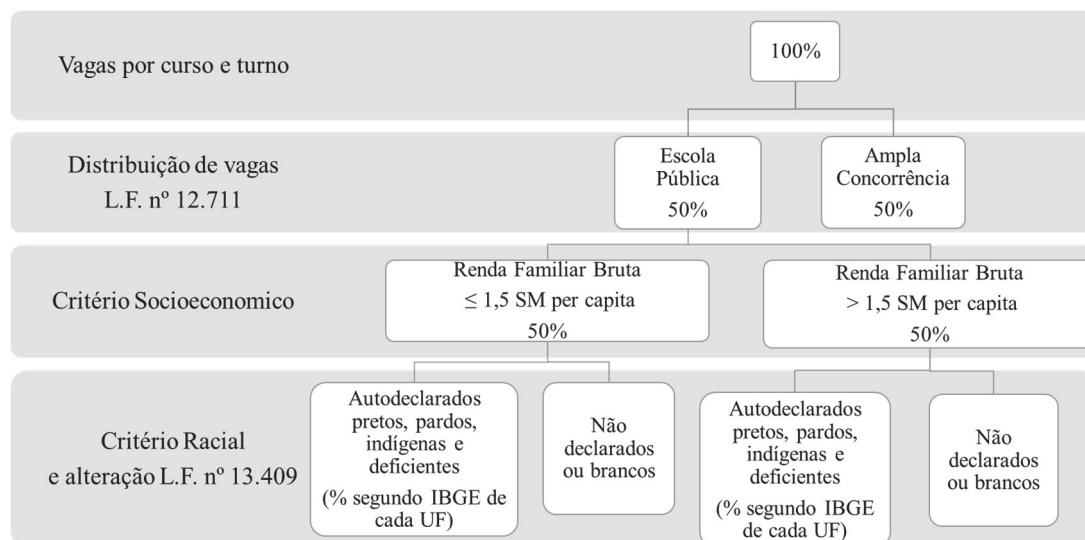 Vagas por curso e turno
100%
Distribuição de vagas
L.F. nº 12.711
Escola
Pública
50%
Ampla
Concorrência
50%
Critério Socioeconomico
Renda Familiar Bruta
≤ 1,5 SM per capita
50%
Renda Familiar Bruta
> 1,5 SM per capita
50%
Critério Racial
e alteração L.F. nº 13.409
Autodeclarados
pretos, pardos,
indígenas e
deficientes
(% segundo IBGE de
cada UF)
Não
declarados
ou brancos
Autodeclarados
pretos, pardos,
indígenas e
deficientes
(% segundo IBGE
de cada UF)
Não
declarados
ou brancos